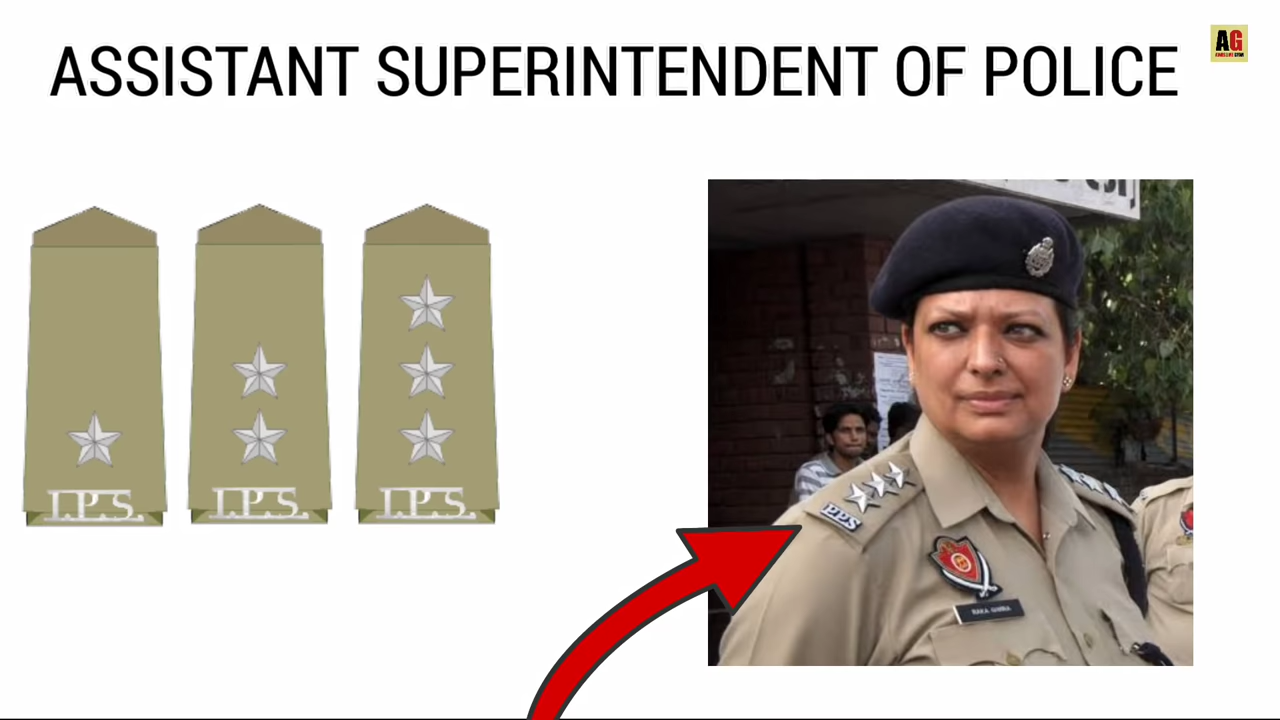 ASSISTANT SUPERINTENDENT OF POLICE
AG
I.P.S.
I.P.S.
I.P.S.
PPS